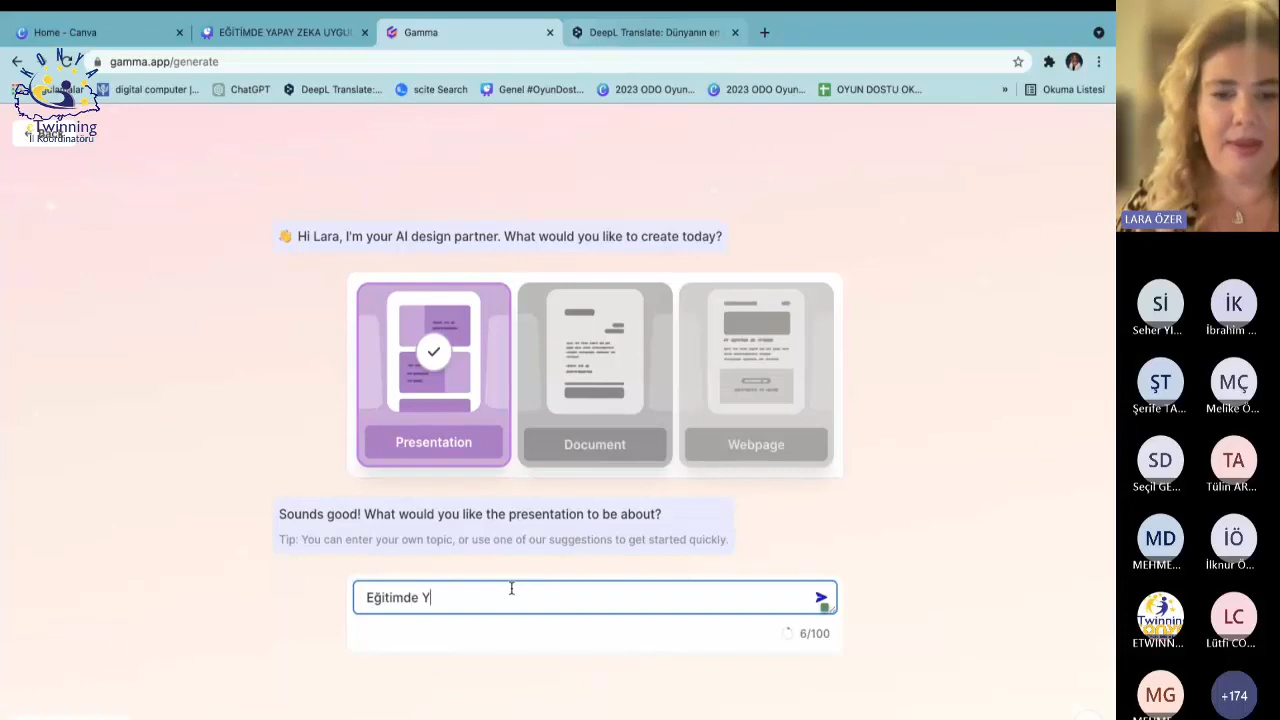 Home - Canva
EĞİTİMDE YAPAY ZEKA UYGUL
Gamma
DeepL Translate: Dünyanın en
gamma.app/generate
digital computer |...
ChatGPT
DeepL Translate:...
scite Search
Genel #OyunDost...
2023 ODO Oyun...
2023 ODO Oyun...
OYUN DOSTU OK...
»
Okuma Listesi
KONYA
Twinning
İl Koordinatörü
👋 Hi Lara, I'm your AI design partner. What would you like to create today?
Presentation
Document
Webpage
Sounds good! What would you like the presentation to be about?
Tip: You can enter your own topic, or use one of our suggestions to get started quickly.
Eğitimde Y
6/100
LARA ÖZER
Sİ
İK
Seher YI...
İbrahim ...
ŞT
MÇ
Şerife TA...
Melike Ö...
SD
TA
Seçil GE...
Tülin AR...
MD
İÖ
MEHME...
İlknur Ö...
Twinning
LC
ETWINN...
Lütfi CO...
MG
+174